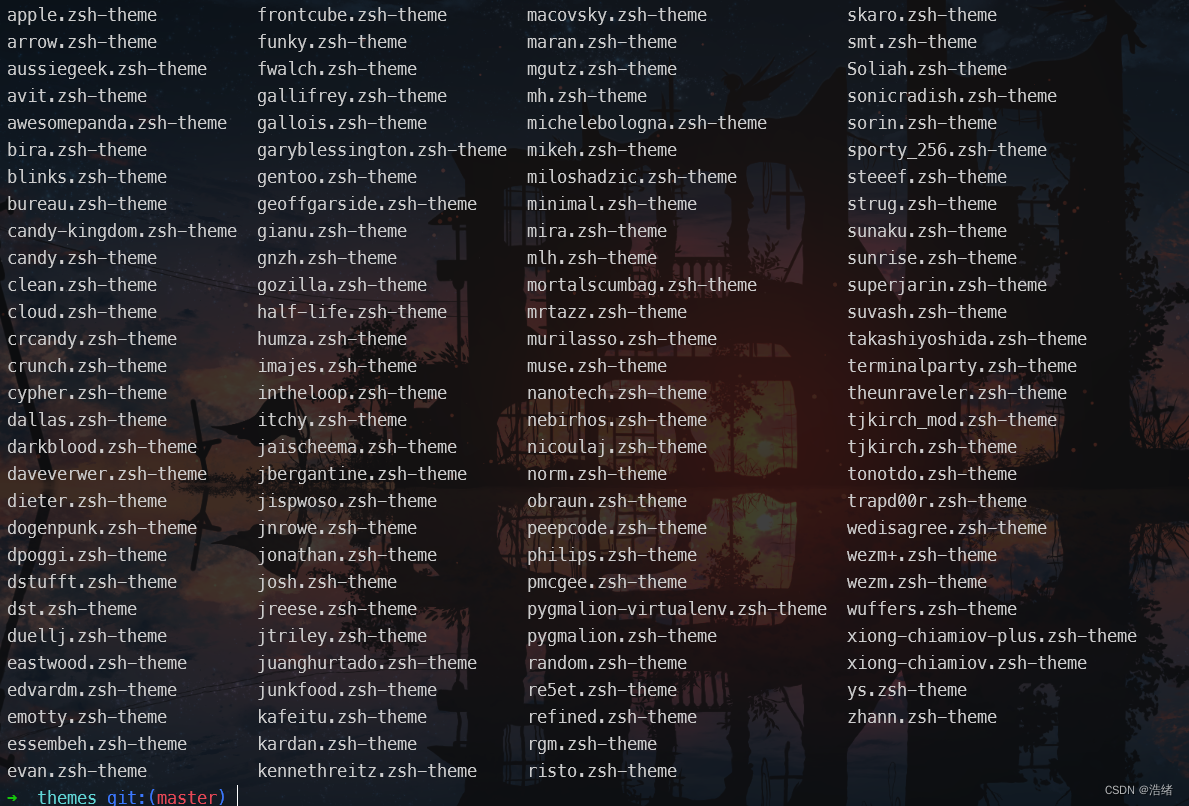 apple.zsh-theme frontcube.zsh-theme macovsky.zsh-theme skaro.zsh-theme
arrow.zsh-theme funky.zsh-theme maran.zsh-theme smt.zsh-theme
aussiegeek.zsh-theme fwalch.zsh-theme mgutz.zsh-theme Soliah.zsh-theme
avit.zsh-theme gallifrey.zsh-theme mh.zsh-theme sonicradish.zsh-theme
awesomepanda.zsh-theme gallois.zsh-theme michelebologna.zsh-theme sorin.zsh-theme
bira.zsh-theme garyblessington.zsh-theme mikeh.zsh-theme sporty_256.zsh-theme
blinks.zsh-theme gentoo.zsh-theme miloshadzic.zsh-theme steeef.zsh-theme
bureau.zsh-theme geoffgarside.zsh-theme minimal.zsh-theme strug.zsh-theme
candy-kingdom.zsh-theme gianu.zsh-theme mira.zsh-theme sunaku.zsh-theme
candy.zsh-theme gnzh.zsh-theme mlh.zsh-theme sunrise.zsh-theme
clean.zsh-theme gozilla.zsh-theme mortalscumbag.zsh-theme superjarin.zsh-theme
cloud.zsh-theme half-life.zsh-theme mrtazz.zsh-theme suvash.zsh-theme
crcandy.zsh-theme humza.zsh-theme murilasso.zsh-theme takashiyoshida.zsh-theme
crunch.zsh-theme imajes.zsh-theme muse.zsh-theme terminalparty.zsh-theme
cypher.zsh-theme intheloop.zsh-theme nanotech.zsh-theme theunraveler.zsh-theme
dallas.zsh-theme itchy.zsh-theme nebirhos.zsh-theme tjkirch_mod.zsh-theme
darkblood.zsh-theme jaischeema.zsh-theme nicoulaj.zsh-theme tjkirch.zsh-theme
daveverwer.zsh-theme jbergantine.zsh-theme norm.zsh-theme tonotdo.zsh-theme
dieter.zsh-theme jispwoso.zsh-theme obraun.zsh-theme trapd00r.zsh-theme
dogenpunk.zsh-theme jnrowe.zsh-theme peepcode.zsh-theme wedisagree.zsh-theme
dpoggi.zsh-theme jonathan.zsh-theme philips.zsh-theme wezm+.zsh-theme
dstufft.zsh-theme josh.zsh-theme pmcgee.zsh-theme wezm.zsh-theme
dst.zsh-theme jreese.zsh-theme pygmalion-virtualenv.zsh-theme wuffers.zsh-theme
duellj.zsh-theme jtriley.zsh-theme pygmalion.zsh-theme xiong-chiamiov-plus.zsh-theme
eastwood.zsh-theme juanghurtado.zsh-theme random.zsh-theme xiong-chiamiov.zsh-theme
edvardm.zsh-theme junkfood.zsh-theme re5et.zsh-theme ys.zsh-theme
emotty.zsh-theme kafeitu.zsh-theme refined.zsh-theme zhann.zsh-theme
essembeh.zsh-theme kardan.zsh-theme rgm.zsh-theme
evan.zsh-theme kennethreitz.zsh-theme risto.zsh-theme
➜ themes git:(master)
CSDN @浩绪